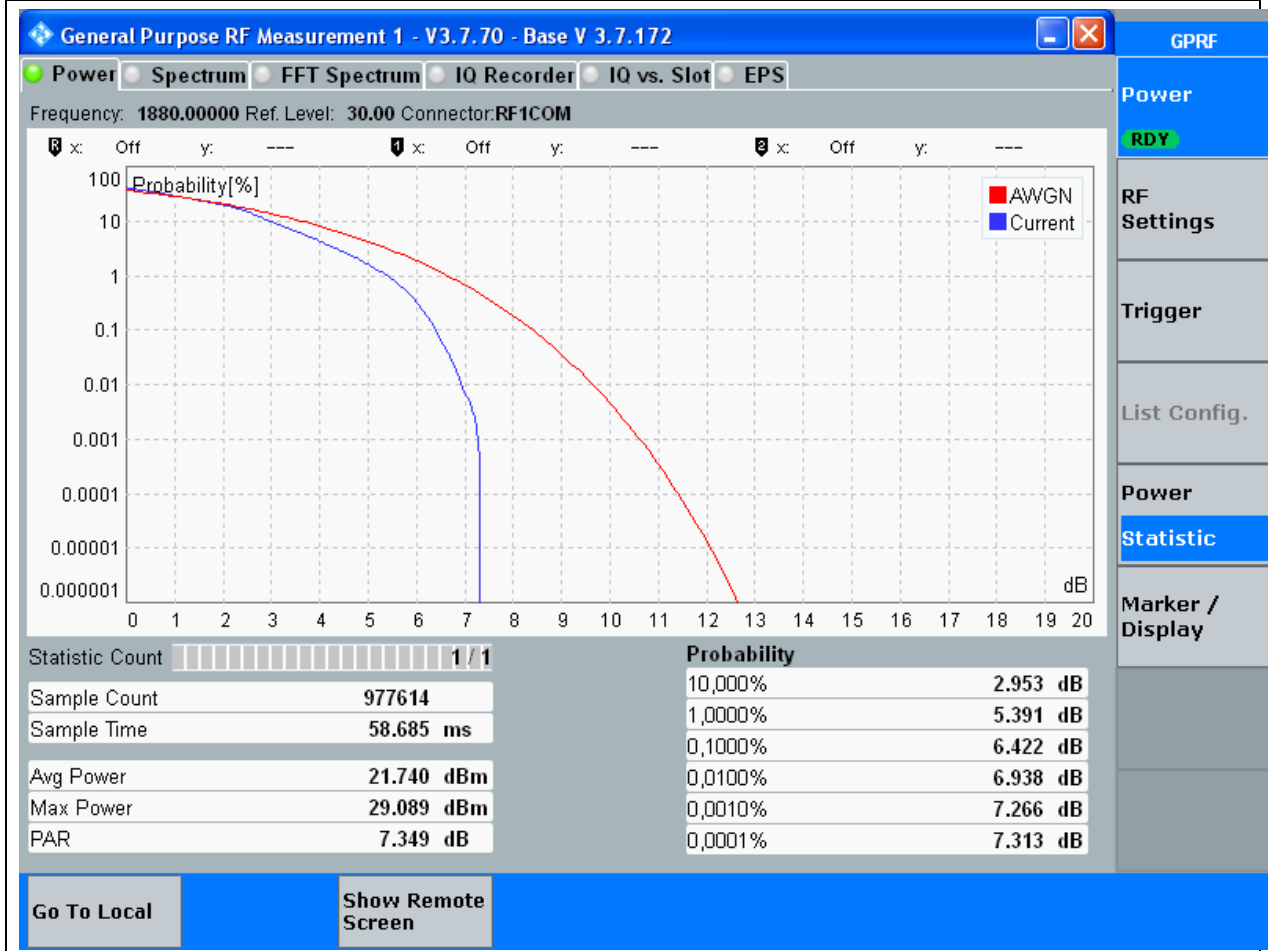 General Purpose RF Measurement 1 - V3.7.70 - Base V 3.7.172
GPRF
Power Spectrum FFT Spectrum IQ Recorder IQ vs. Slot EPS
Frequency: 1880.00000 Ref. Level: 30.00 Connector:RF1COM
R x: Off y: --- 1 x: Off y: --- 2 x: Off y: ---
Probability[%]
AWGN
Current
100
10
1
0.1
0.01
0.001
0.0001
0.00001
0.000001
dB
0 1 2 3 4 5 6 7 8 9 10 11 12 13 14 15 16 17 18 19 20
Statistic Count 1 / 1
Sample Count 977614
Sample Time 58.685 ms
Avg Power 21.740 dBm
Max Power 29.089 dBm
PAR 7.349 dB
Probability
10,000% 2.953 dB
1,0000% 5.391 dB
0,1000% 6.422 dB
0,0100% 6.938 dB
0,0010% 7.266 dB
0,0001% 7.313 dB
Power
RDY
RF
Settings
Trigger
List Config.
Power
Statistic
Marker /
Display
Go To Local
Show Remote
Screen